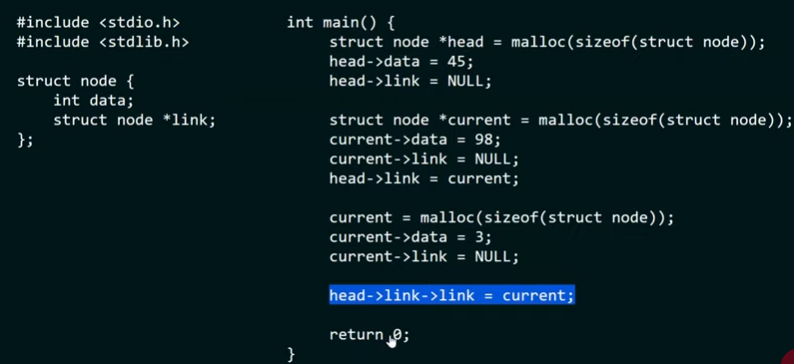 #include <stdio.h>
#include <stdlib.h>
struct node {
    int data;
    struct node *link;
};
int main() {
    struct node *head = malloc(sizeof(struct node));
    head->data = 45;
    head->link = NULL;
    struct node *current = malloc(sizeof(struct node));
    current->data = 98;
    current->link = NULL;
    head->link = current;
    current = malloc(sizeof(struct node));
    current->data = 3;
    current->link = NULL;
    head->link->link = current;
    return 0;
}